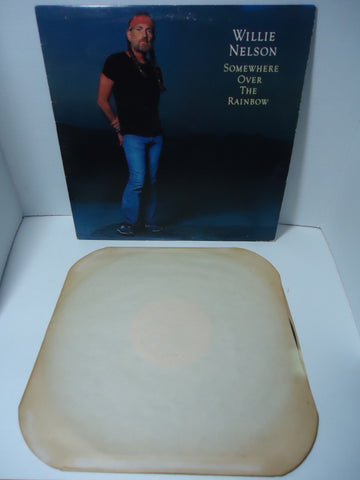 WILLIE
NELSON
SOMEWHERE
OVER
THE
RAINBOW